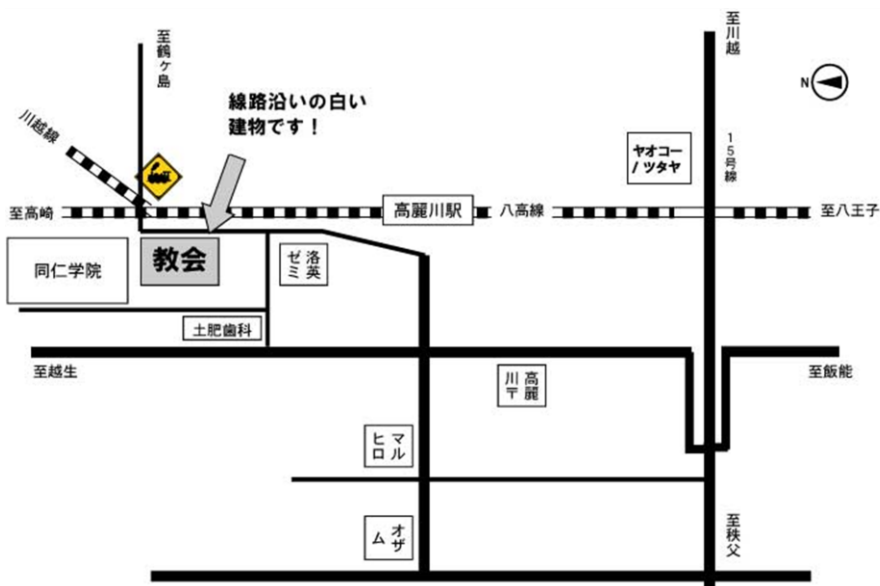 至鶴ヶ島
至川越
線路沿いの白い
建物です！
N
川越線
ヤオコー
/ ツタヤ
15号線
至高崎
高麗川駅
八高線
至八王子
同仁学院
教会
洛英
ゼミ
土肥歯科
至越生
至飯能
高麗
川〒
マル
ヒロ
オザ
ム
至秩父